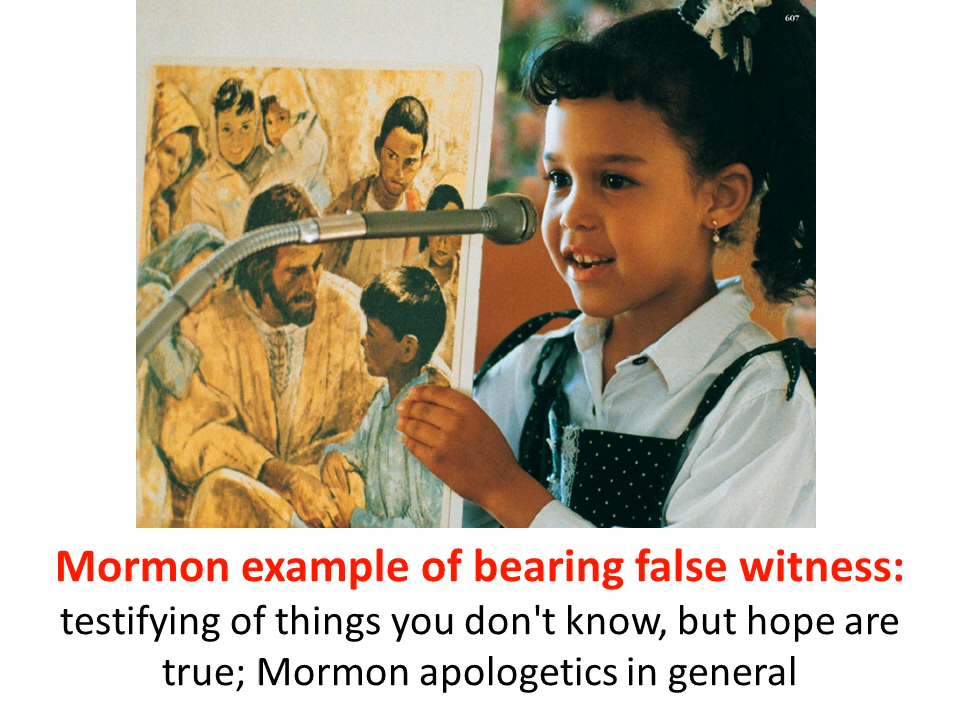 607
Mormon example of bearing false witness:
testifying of things you don't know, but hope are
true; Mormon apologetics in general